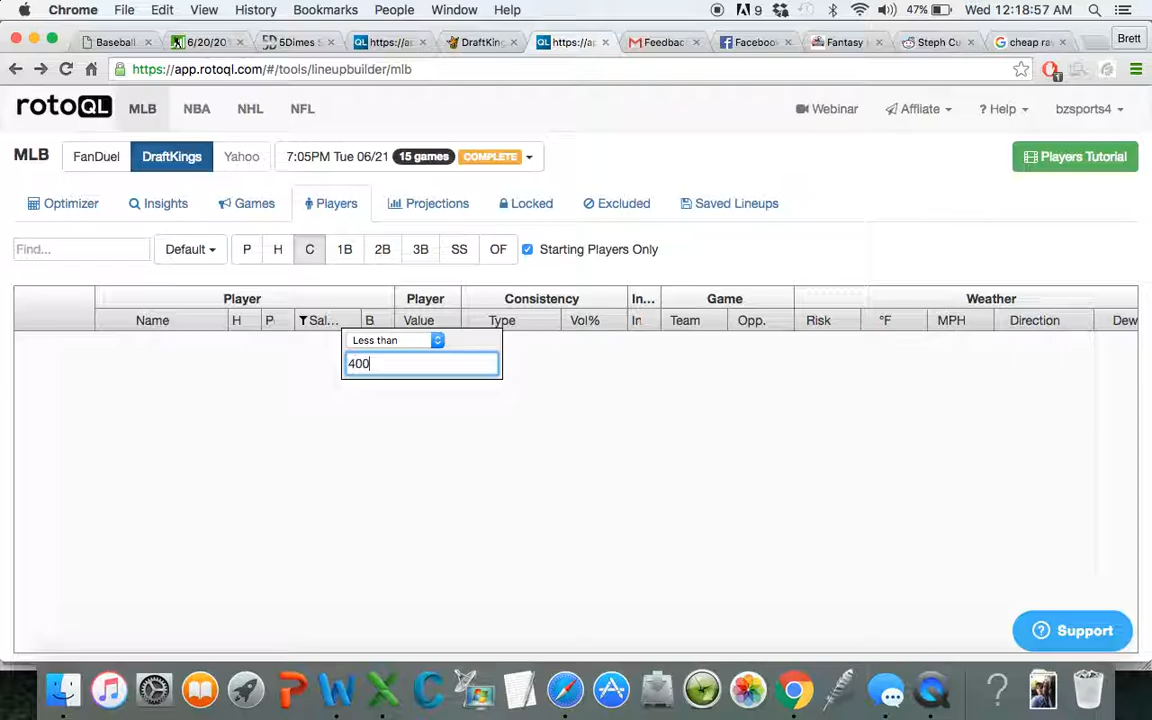 Chrome File Edit View History Bookmarks People Window Help 9 47% Wed 12:18:57 AM
Baseball 6/20/20 5Dimes S https://a DraftKin https://ap Feedbac Faceboo Fantasy Steph Cu cheap ra Brett
https://app.rotoql.com/#/tools/lineupbuilder/mlb
rotoQL MLB NBA NHL NFL Webinar Affliate ? Help bzsports4
MLB FanDuel DraftKings Yahoo 7:05PM Tue 06/21 15 games COMPLETE Players Tutorial
Optimizer Insights Games Players Projections Locked Excluded Saved Lineups
Find... Default P H C 1B 2B 3B SS OF Starting Players Only
Player Player Consistency In... Game Weather
Name H P Sal... B Value Type Vol% In Team Opp. Risk °F MPH Direction Dew
Less than
400
? Support